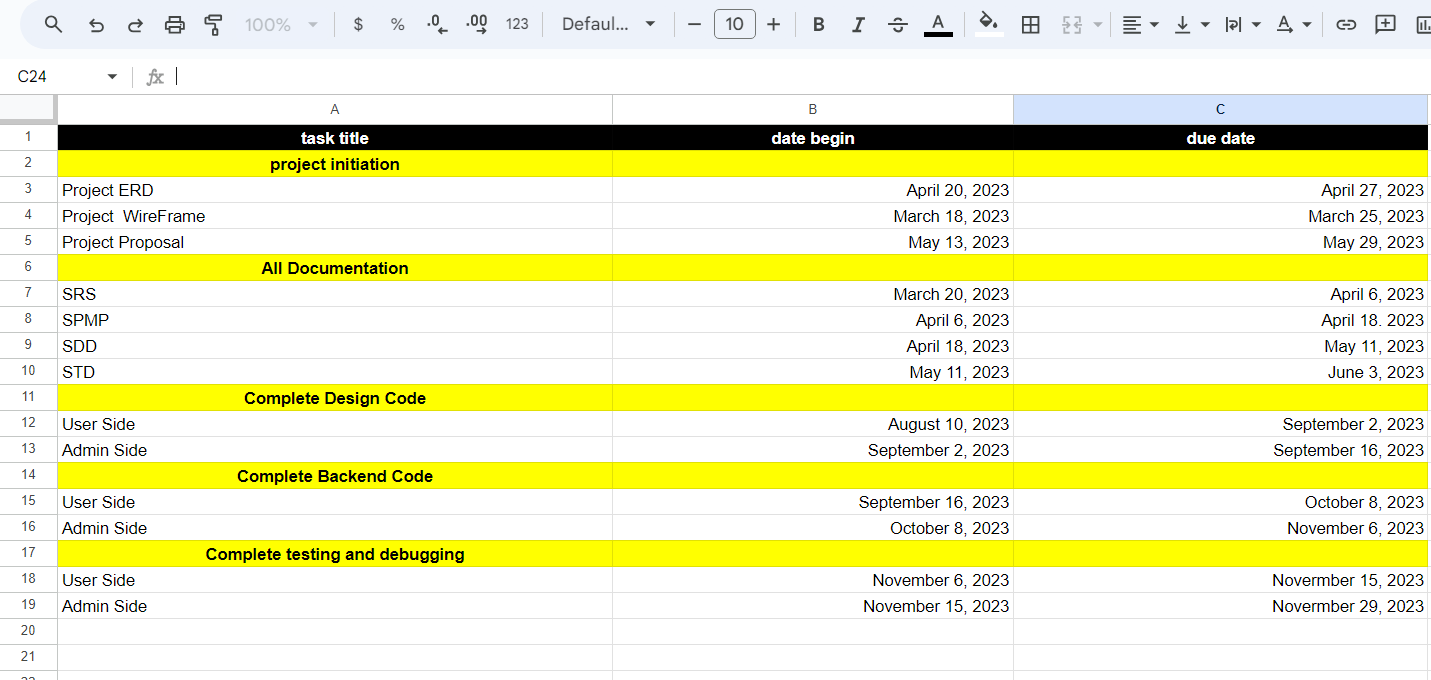 100% $ % .0 .00 123 Defaul... 10 B I A A
C24 fx
A B C
1 task title date begin due date
2 project initiation
3 Project ERD April 20, 2023 April 27, 2023
4 Project  WireFrame March 18, 2023 March 25, 2023
5 Project Proposal May 13, 2023 May 29, 2023
6 All Documentation
7 SRS March 20, 2023 April 6, 2023
8 SPMP April 6, 2023 April 18. 2023
9 SDD April 18, 2023 May 11, 2023
10 STD May 11, 2023 June 3, 2023
11 Complete Design Code
12 User Side August 10, 2023 September 2, 2023
13 Admin Side September 2, 2023 September 16, 2023
14 Complete Backend Code
15 User Side September 16, 2023 October 8, 2023
16 Admin Side October 8, 2023 November 6, 2023
17 Complete testing and debugging
18 User Side November 6, 2023 Novermber 15, 2023
19 Admin Side November 15, 2023 Novermber 29, 2023
20
21